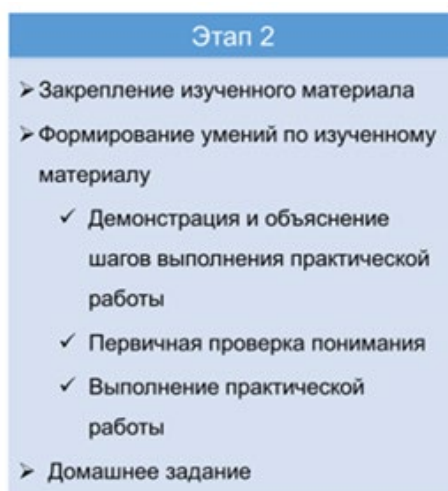 Этап 2
➢ Закрепление изученного материала
➢ Формирование умений по изученному
материалу
✓ Демонстрация и объяснение
шагов выполнения практической
работы
✓ Первичная проверка понимания
✓ Выполнение практической
работы
➢ Домашнее задание